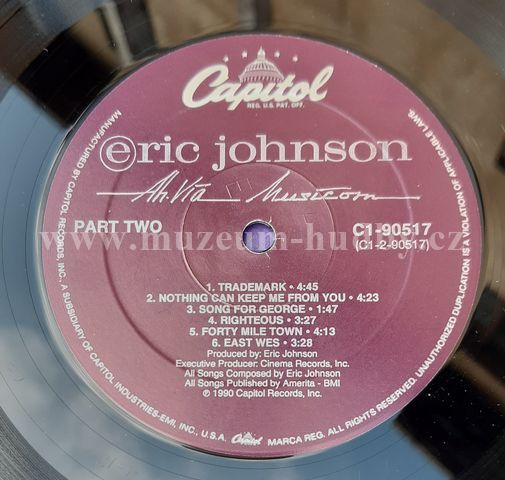 Capitol
REG. U.S. PAT. OFF.
eric johnson
Ah Via Musicom
PART TWO
C1-90517
(C1-2-90517)
www.muzeum-hudby.cz
1. TRADEMARK • 4:45
2. NOTHING CAN KEEP ME FROM YOU • 4:23
3. SONG FOR GEORGE • 1:47
4. RIGHTEOUS • 3:27
5. FORTY MILE TOWN • 4:13
6. EAST WES • 3:28
Produced by: Eric Johnson
Executive Producer: Cinema Records, Inc.
All Songs Composed by Eric Johnson
All Songs Published by Amerita - BMI
℗ 1990 Capitol Records, Inc.
MANUFACTURED BY CAPITOL RECORDS, INC., A SUBSIDIARY OF CAPITOL INDUSTRIES-EMI, INC., U.S.A. Capitol MARCA REG. UNAUTHORIZED DUPLICATION IS A VIOLATION OF APPLICABLE LAWS.